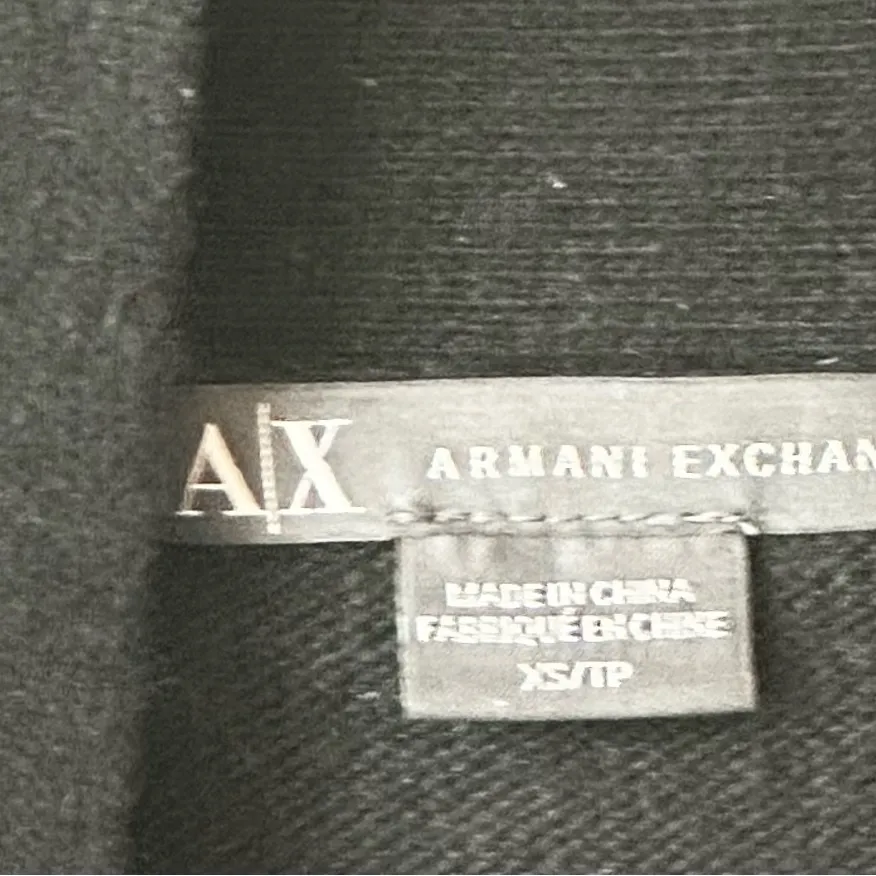 A|X ARMANI EXCHAN
MADE IN CHINA
FABRIQUÉ EN CHINE
XS/TP